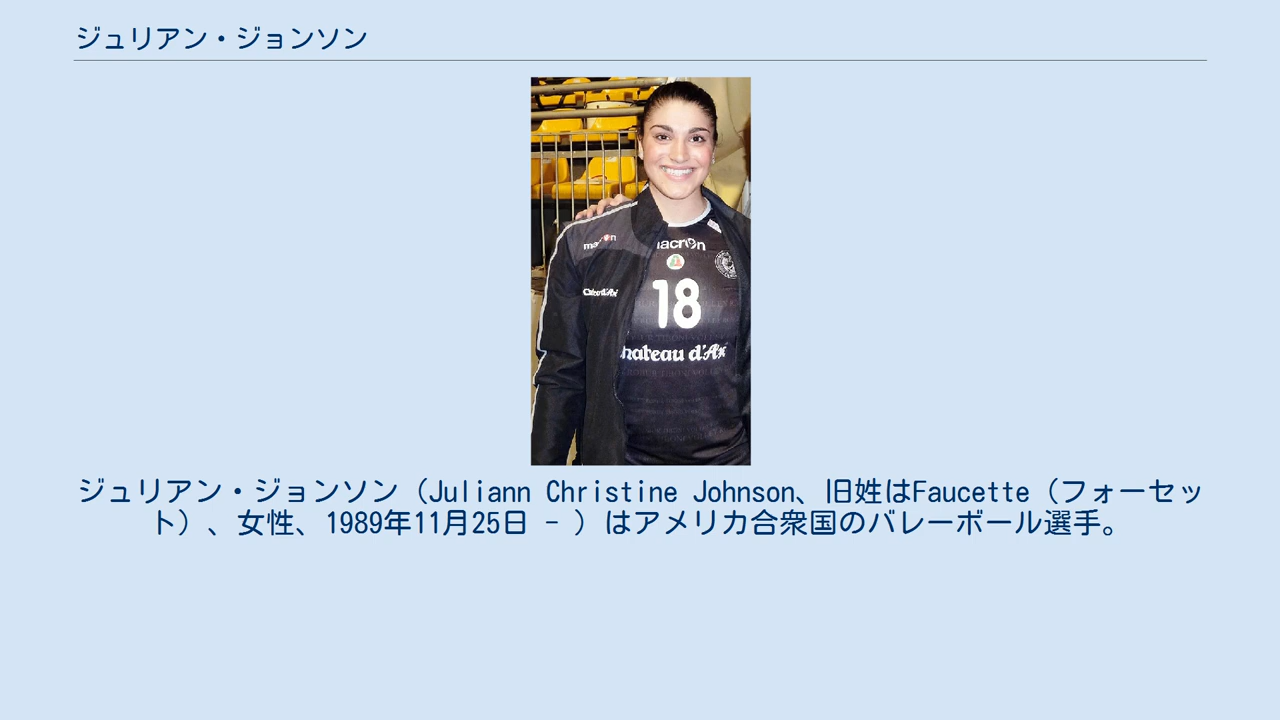 ジュリアン・ジョンソン
macron
macron
18
Chateau d'Ax
hateau d'Ax
ジュリアン・ジョンソン（Juliann Christine Johnson、旧姓はFaucette（フォーセッ
ト）、女性、1989年11月25日 - ）はアメリカ合衆国のバレーボール選手。